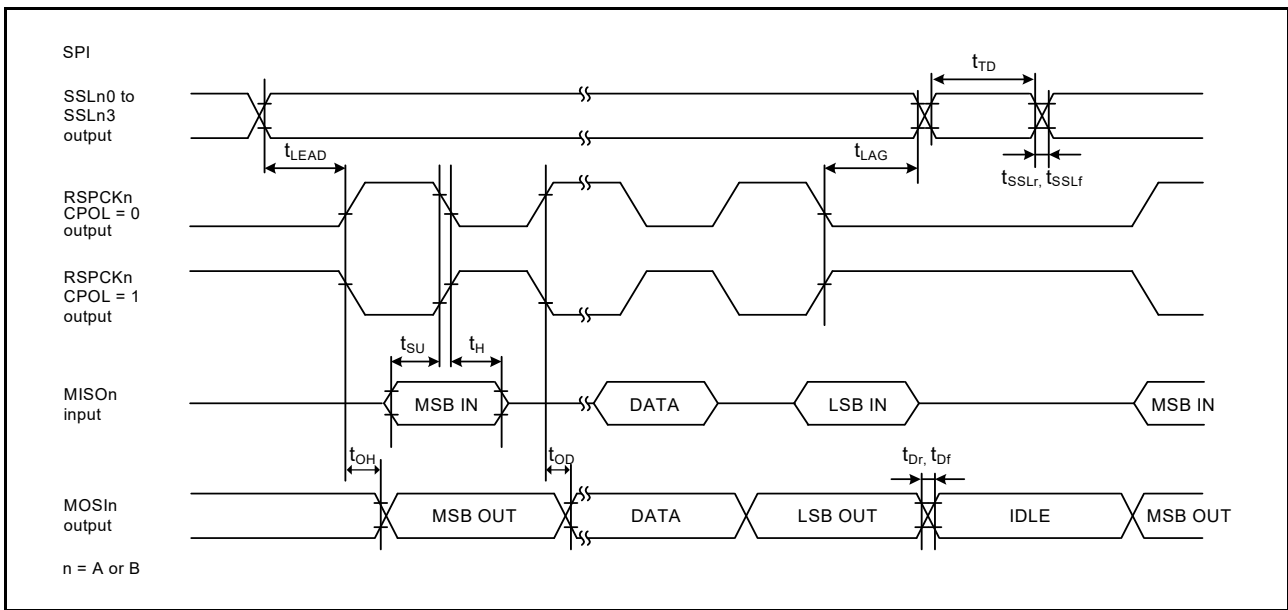 SPI
SSLn0 to
SSLn3
output
tTD
tLEAD
tLAG
tSSLr, tSSLf
RSPCKn
CPOL = 0
output
RSPCKn
CPOL = 1
output
tSU
tH
MISOn
input
MSB IN
DATA
LSB IN
MSB IN
tOH
tOD
tDr, tDf
MOSIn
output
MSB OUT
DATA
LSB OUT
IDLE
MSB OUT
n = A or B